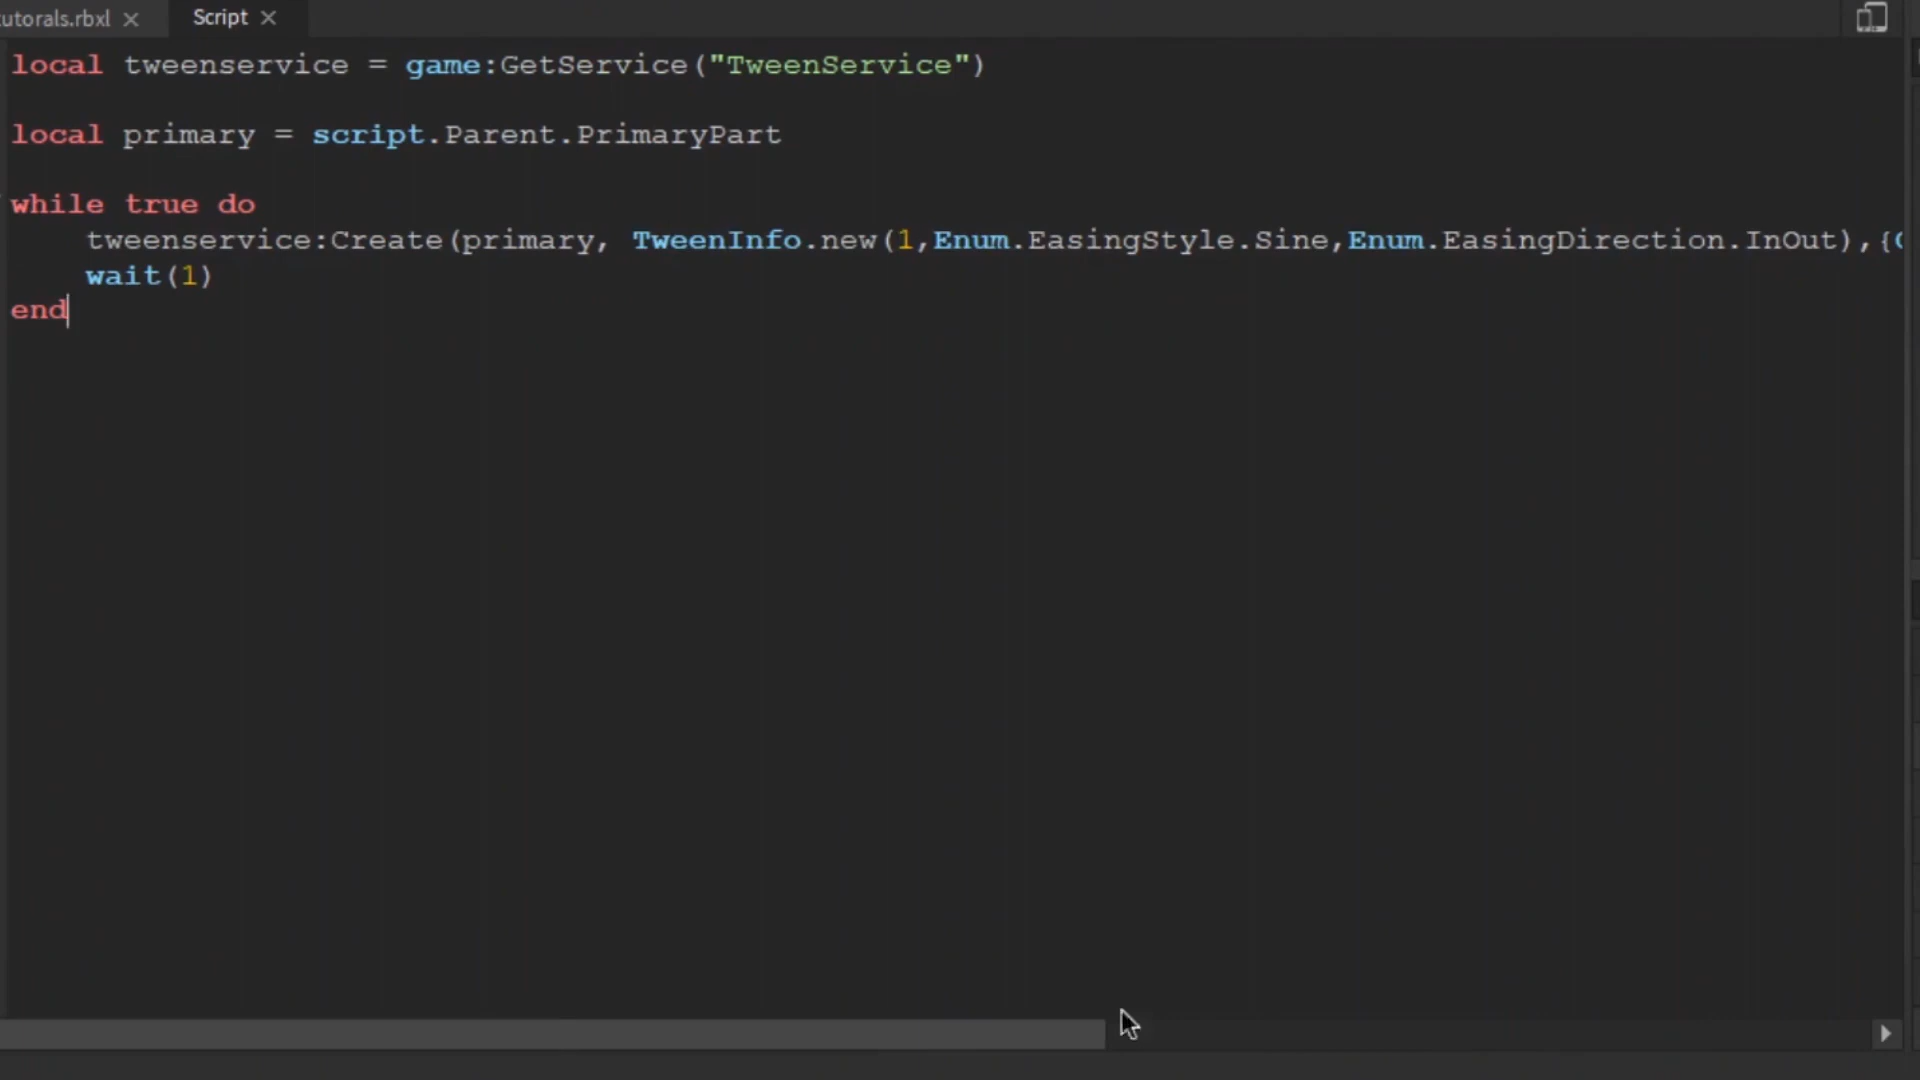 utorals.rbxl
Script
local tweenservice = game:GetService("TweenService")
local primary = script.Parent.PrimaryPart
while true do
tweenservice:Create(primary, TweenInfo.new(1,Enum.EasingStyle.Sine,Enum.EasingDirection.InOut),{
wait(1)
end